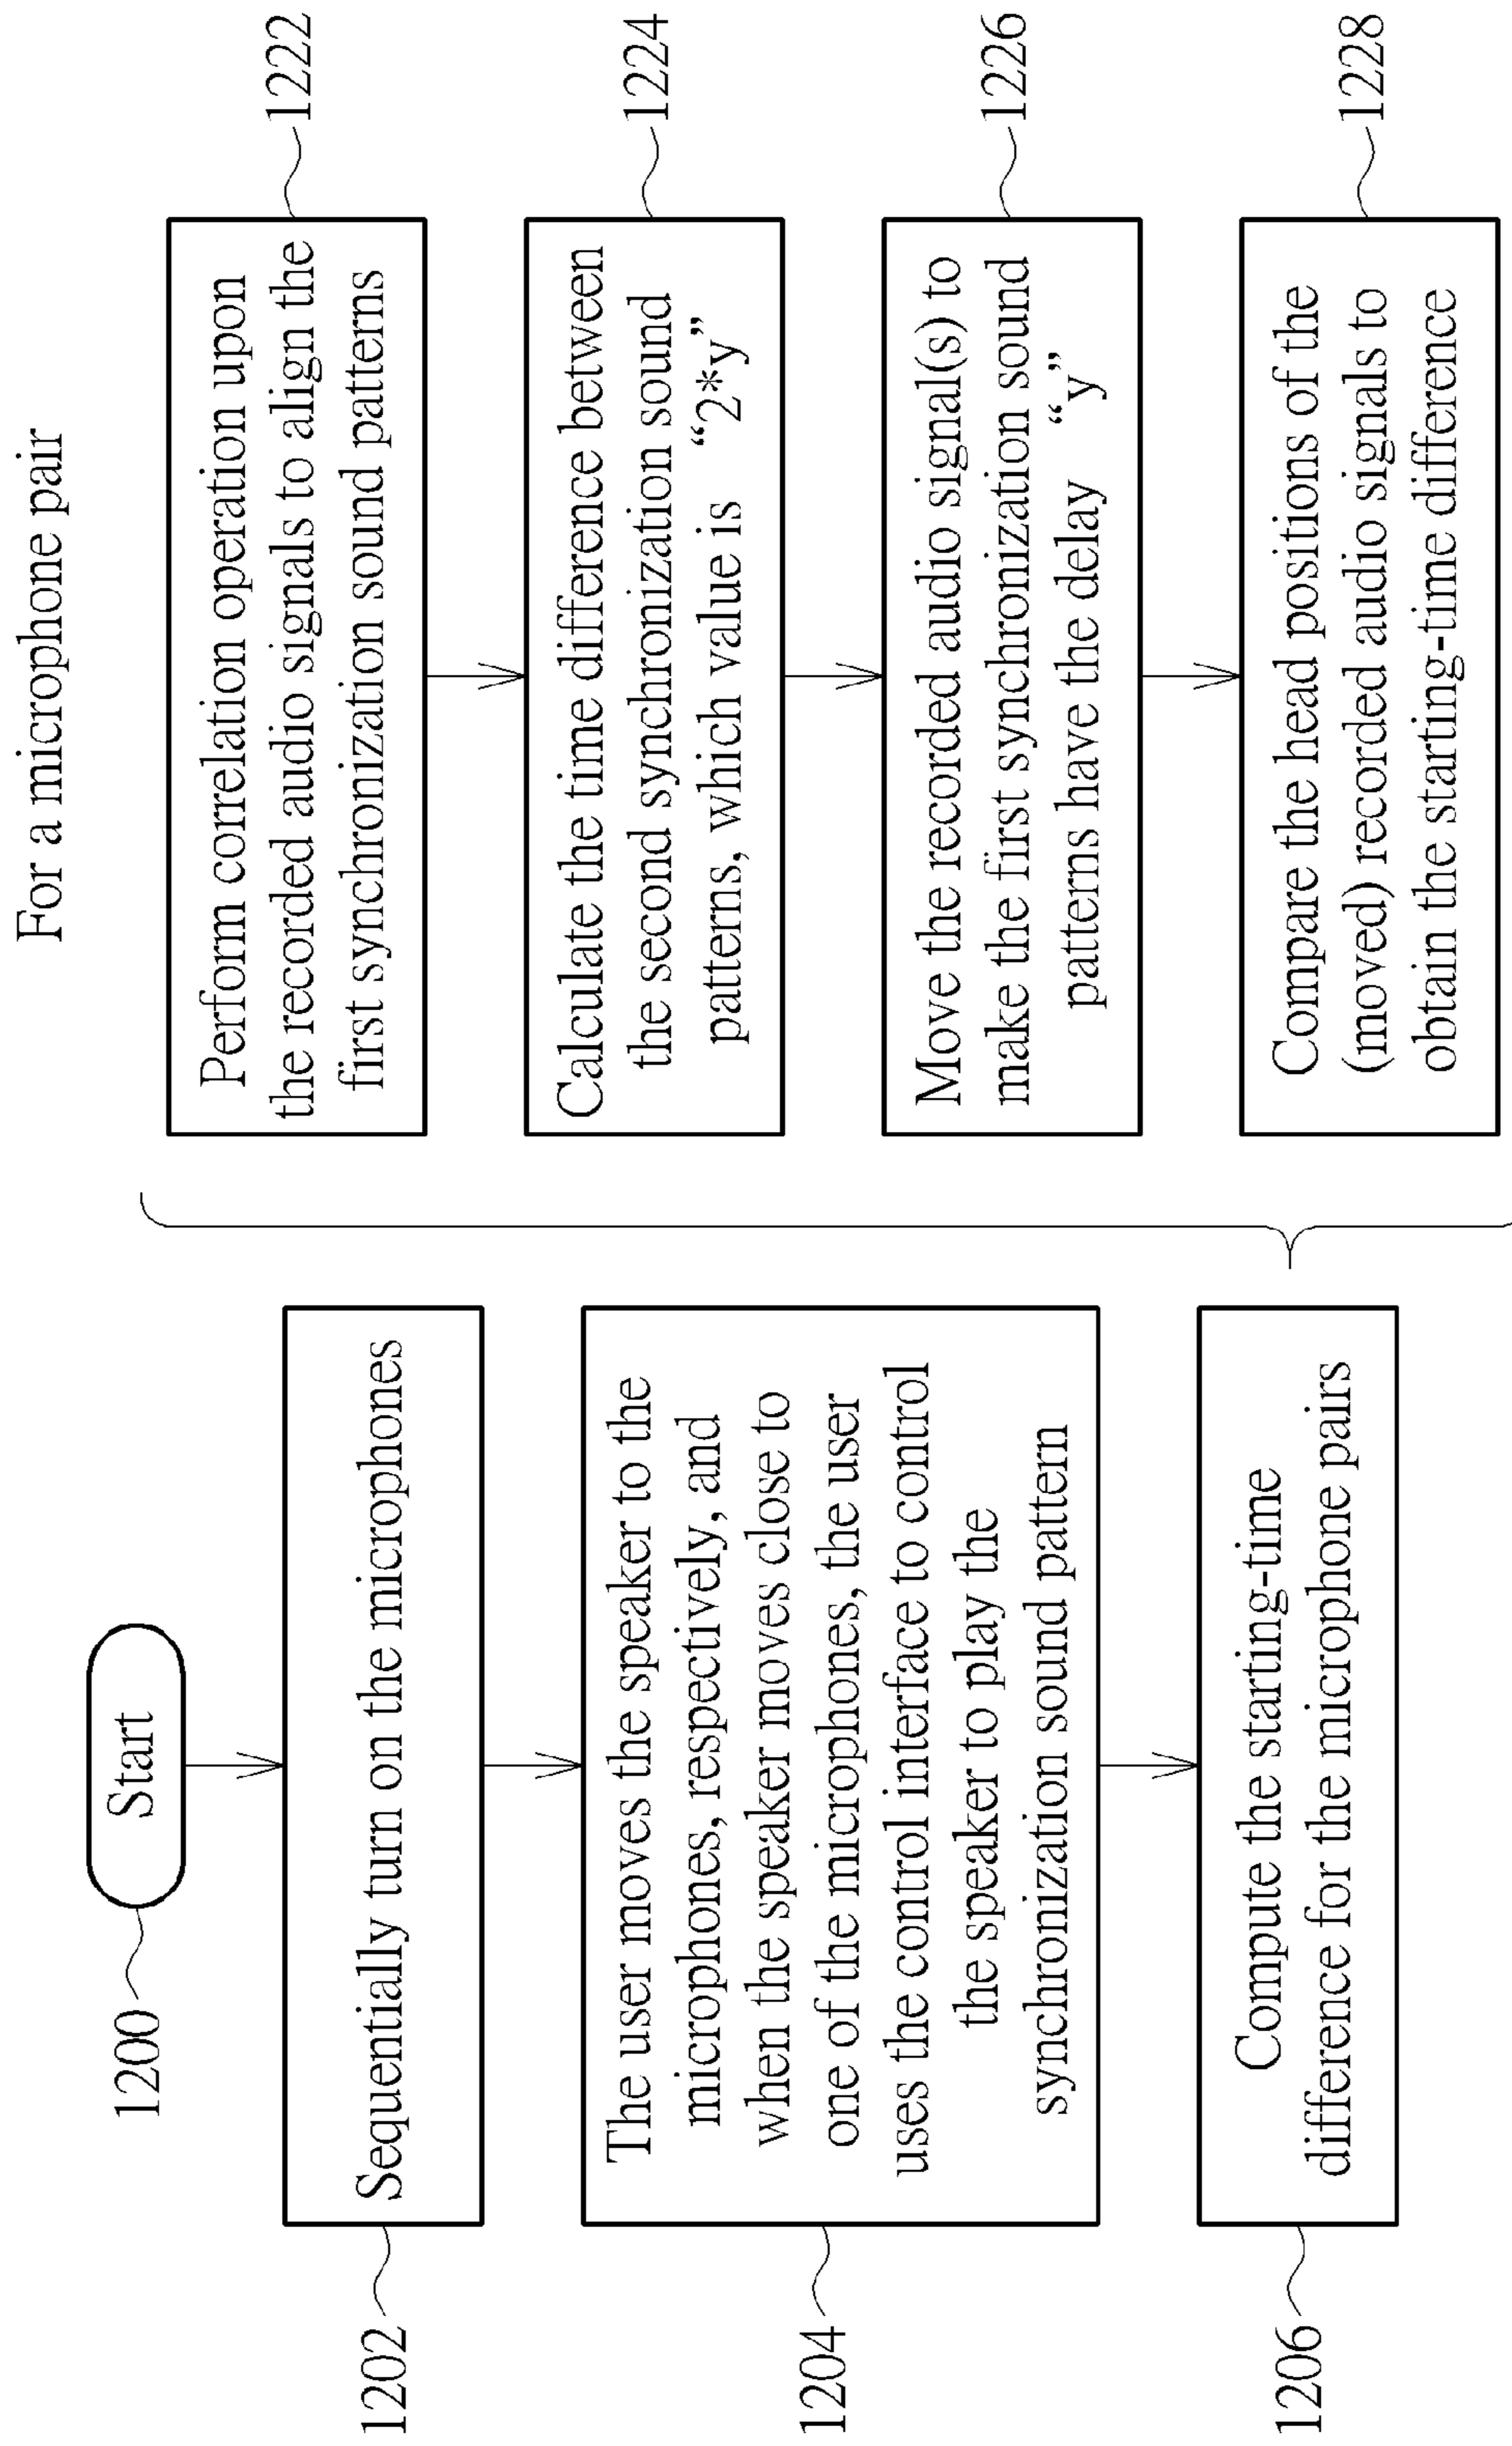 1200
Start
1202
Sequentially turn on the microphones
1204
The user moves the speaker to the
microphones, respectively, and
when the speaker moves close to
one of the microphones, the user
uses the control interface to control
the speaker to play the
synchronization sound pattern
1206
Compute the starting-time
difference for the microphone pairs
For a microphone pair
Perform correlation operation upon
the recorded audio signals to align the
first synchronization sound patterns
1222
Calculate the time difference between
the second synchronization sound
patterns, which value is “2*y”
1224
Move the recorded audio signal(s) to
make the first synchronization sound
patterns have the delay “y”
1226
Compare the head positions of the
(moved) recorded audio signals to
obtain the starting-time difference
1228